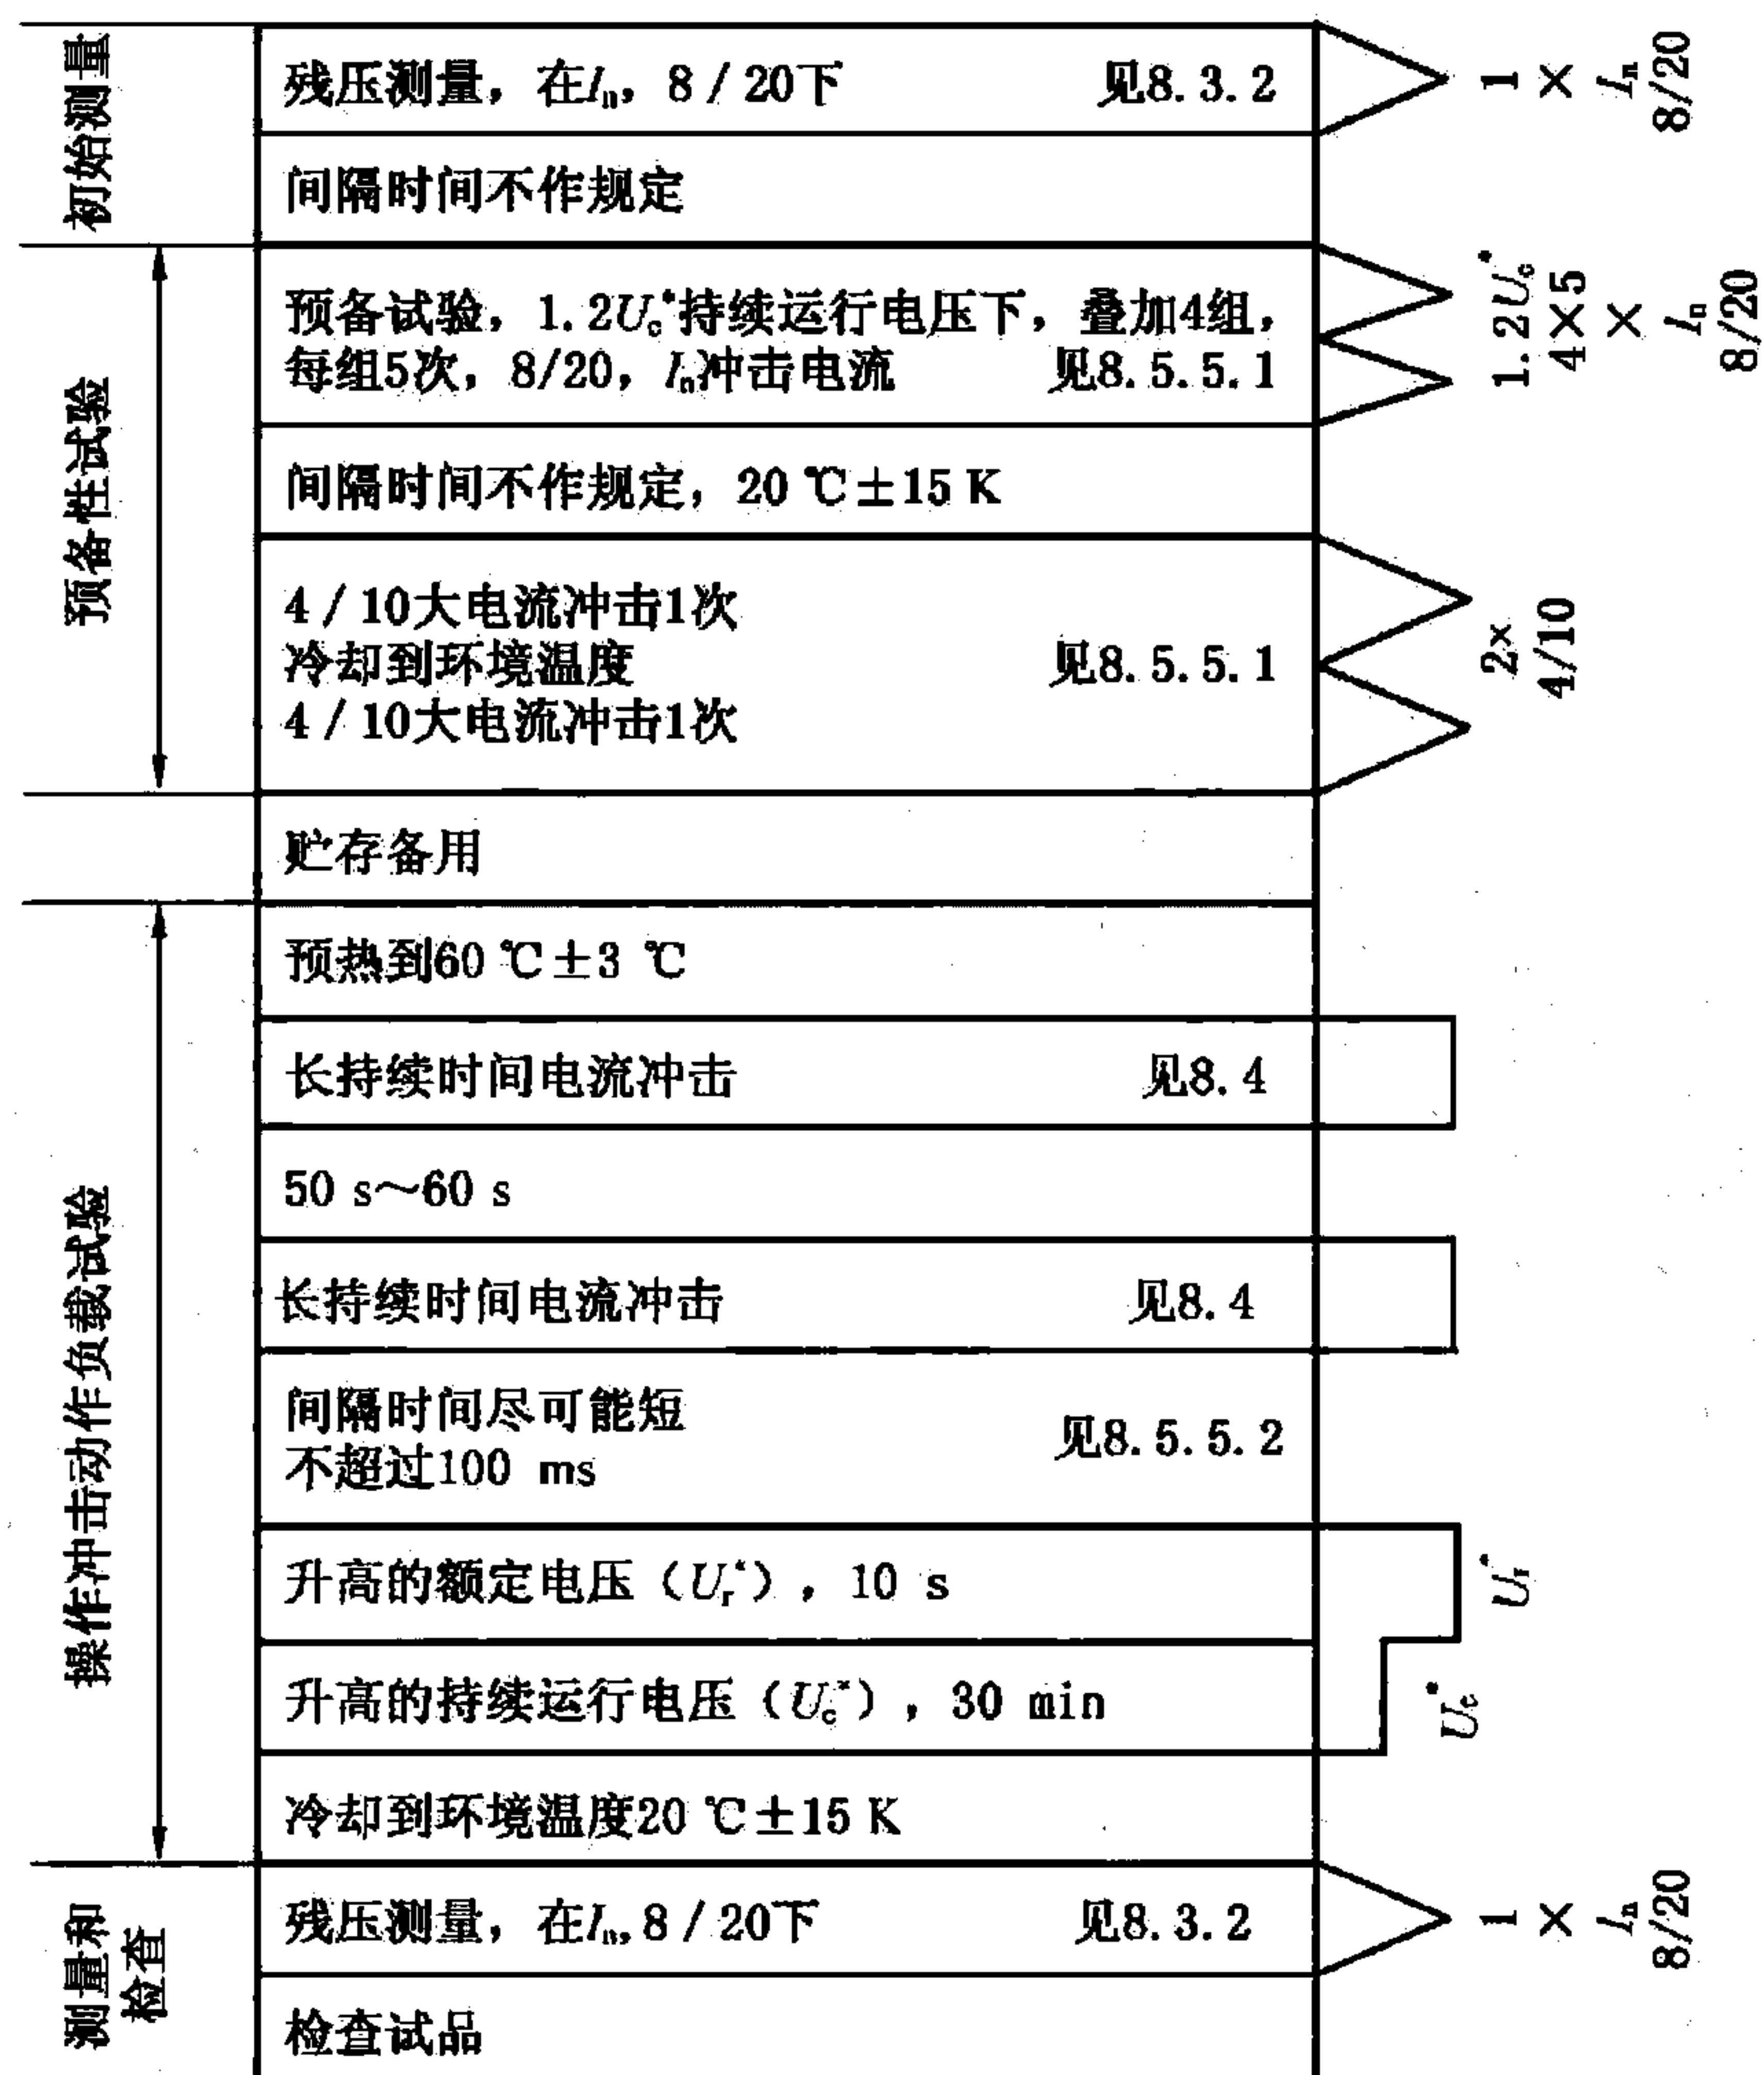 初始测量
残压测量，在Iₙ，8／20下 见8.3.2
1 × Iₙ 8/20
间隔时间不作规定
预备性试验
预备试验，1.2U_c*持续运行电压下，叠加4组，
每组5次，8/20，Iₙ冲击电流 见8.5.5.1
1.2U_c*
4×5 × Iₙ 8/20
间隔时间不作规定，20 ℃±15 K
4／10大电流冲击1次
冷却到环境温度 见8.5.5.1
4／10大电流冲击1次
2×
4/10
贮存备用
操作冲击动作负载试验
预热到60 ℃±3 ℃
长持续时间电流冲击 见8.4
50 s～60 s
长持续时间电流冲击 见8.4
间隔时间尽可能短
不超过100 ms 见8.5.5.2
升高的额定电压（U_r*），10 s
U_r*
升高的持续运行电压（U_c*），30 min
U_c*
冷却到环境温度20 ℃±15 K
测量和
检查
残压测量，在Iₙ,8／20下 见8.3.2
1 × Iₙ 8/20
检查试品